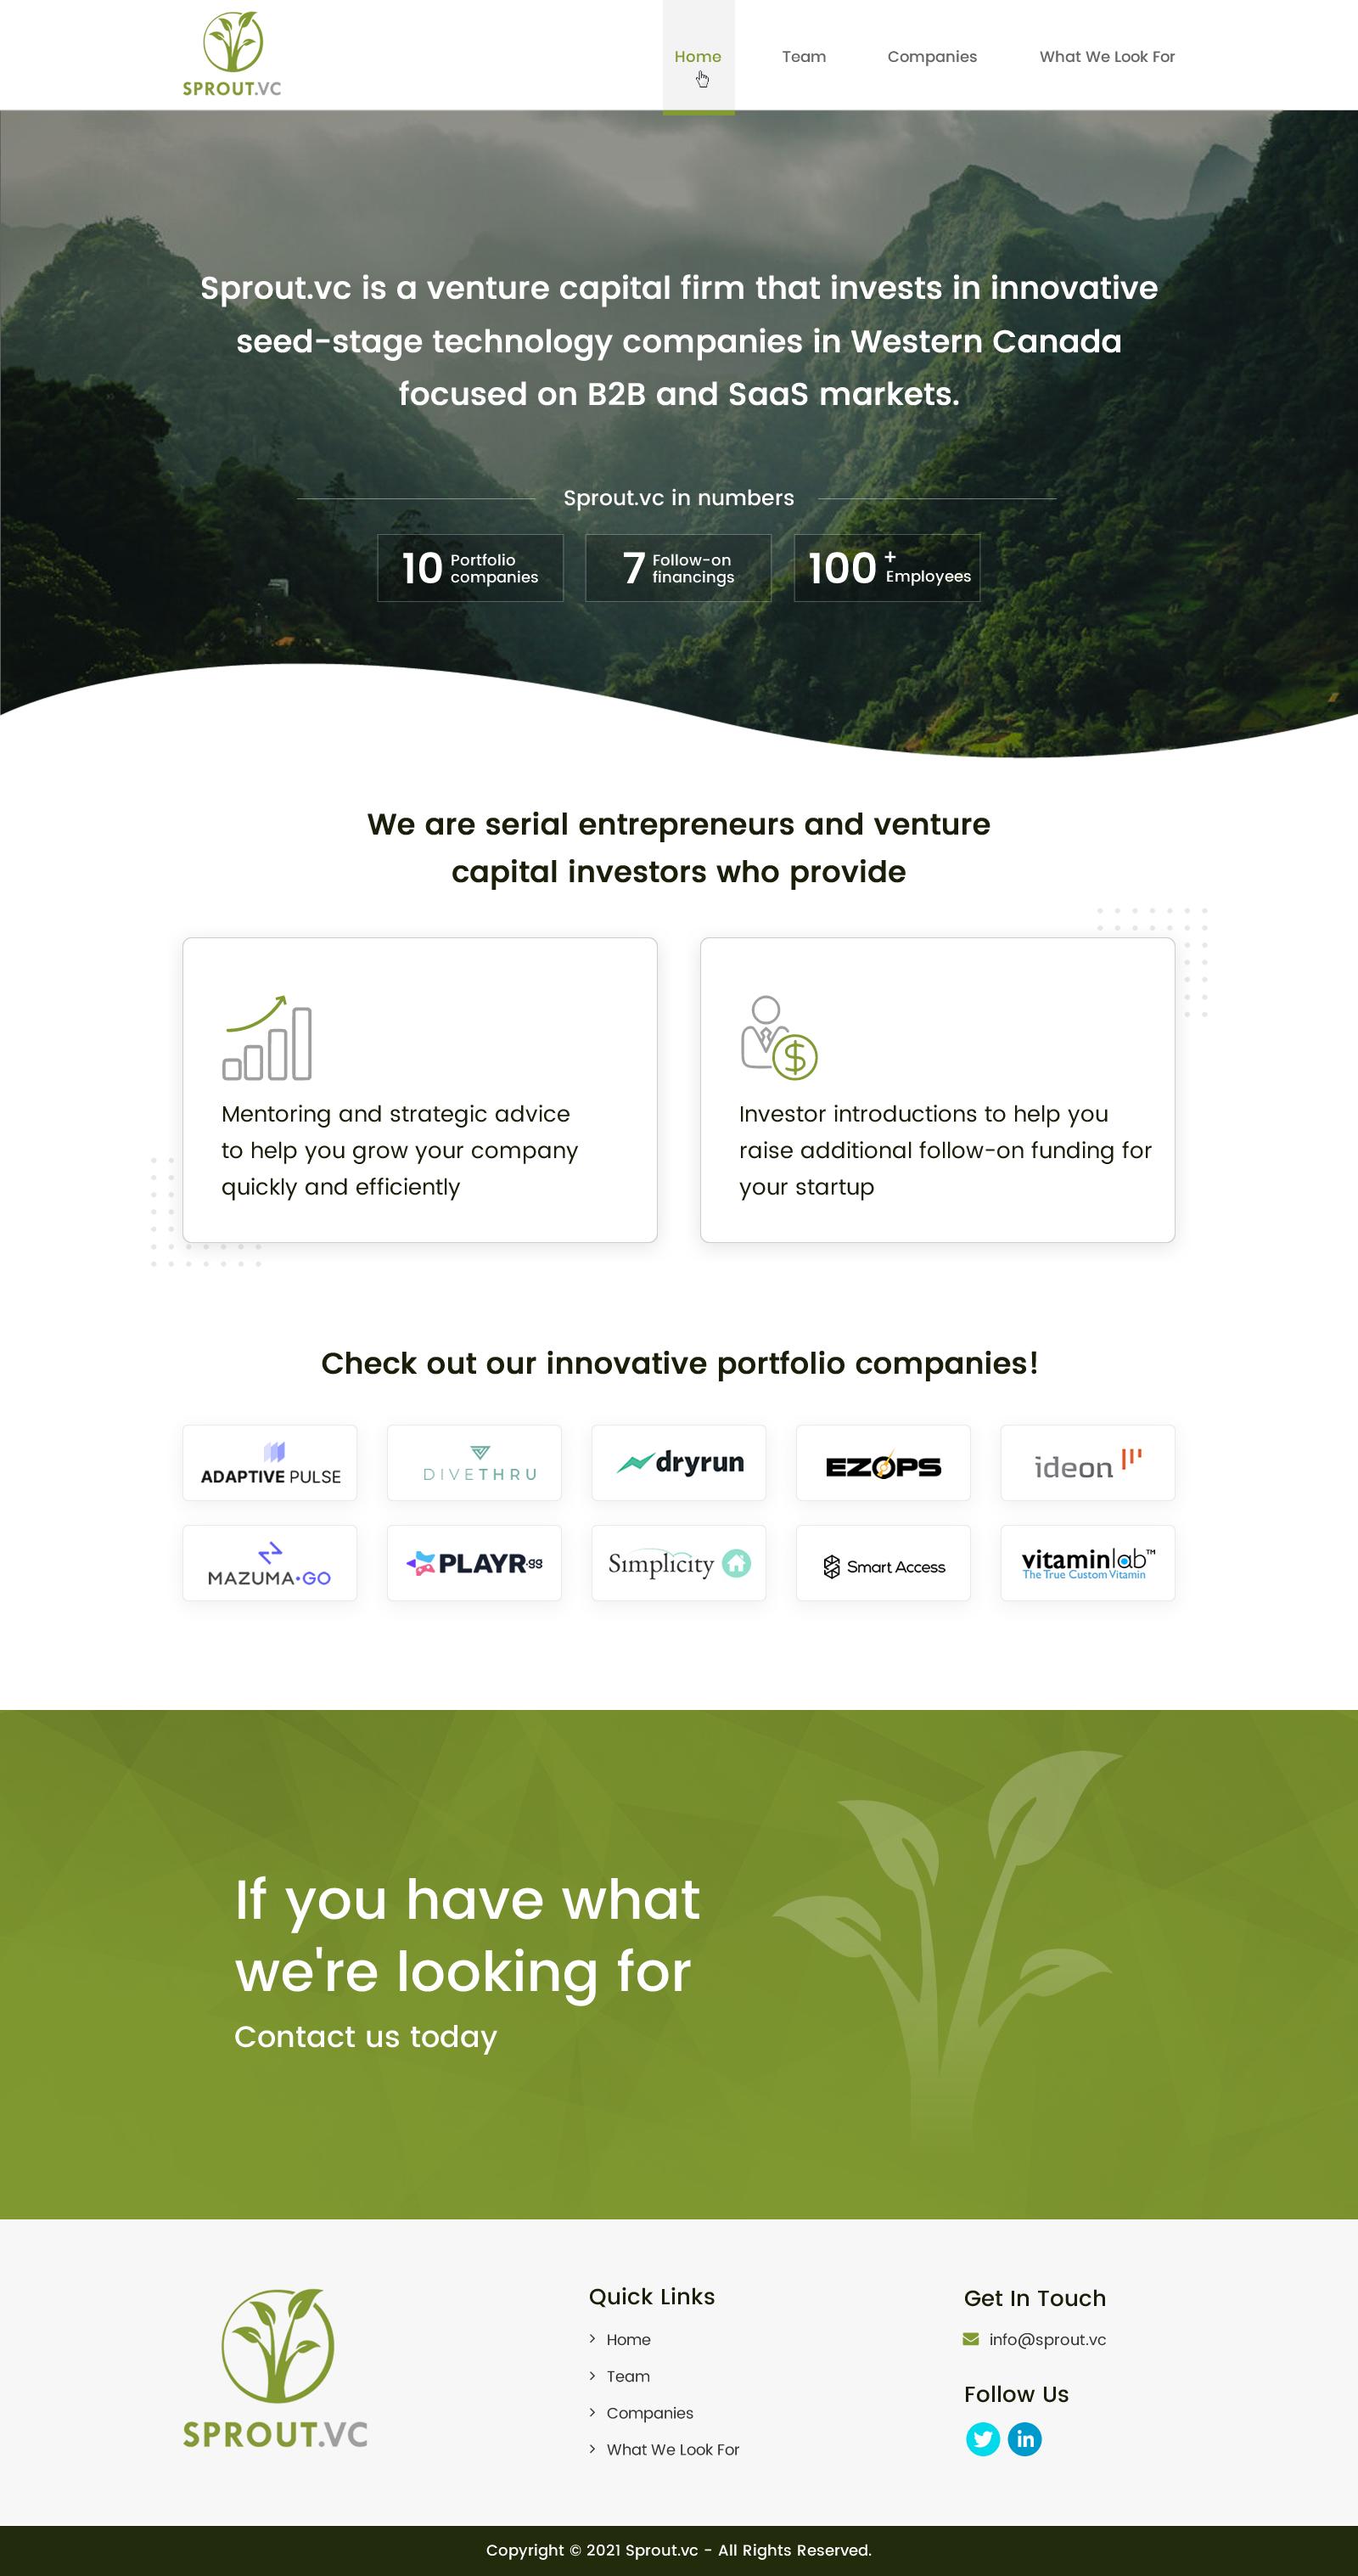 SPROUT.VC
Home
Team
Companies
What We Look For
Sprout.vc is a venture capital firm that invests in innovative
seed-stage technology companies in Western Canada
focused on B2B and SaaS markets.
Sprout.vc in numbers
10 Portfolio
companies
7 Follow-on
financings
100 +
Employees
We are serial entrepreneurs and venture
capital investors who provide
Mentoring and strategic advice
to help you grow your company
quickly and efficiently
Investor introductions to help you
raise additional follow-on funding for
your startup
Check out our innovative portfolio companies!
ADAPTIVE PULSE
DIVETHRU
dryrun
EZOPS
ideon
MAZUMA•GO
PLAYR.gg
Simplicity
Smart Access
vitaminlab™
The True Custom Vitamin
If you have what
we're looking for
Contact us today
SPROUT.VC
Quick Links
Home
Team
Companies
What We Look For
Get In Touch
info@sprout.vc
Follow Us
in
Copyright © 2021 Sprout.vc - All Rights Reserved.